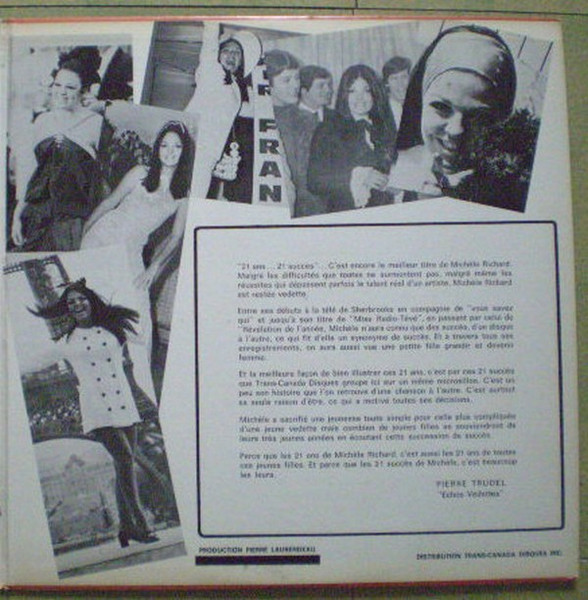 ER
FRAN
"21 ans... 21 succès"... C'est encore le meilleur titre de Michèle Richard.
Malgré les difficultés que toutes ne surmontent pas, malgré même les
réussites qui dépassent parfois le talent réel d'un artiste, Michèle Richard
est restée vedette.
Entre ses débuts à la télé de Sherbrooke en compagnie de "vous savez
qui" et jusqu'à son titre de "Miss Radio-Télé", en passant par celui de
"Révélation de l'année, Michèle n'aura connu que des succès, d'un disque
à l'autre, ce qui fit d'elle un synonyme de succès. Et à travers tous ses
enregistrements, on aura aussi vue une petite fille grandir et devenir
femme.
Et la meilleure façon de bien illustrer ces 21 ans, c'est par ces 21 succès
que Trans-Canada Disques groupe ici sur un même microsillon. C'est un
peu son histoire que l'on retrouve d'une chanson à l'autre. C'est surtout
sa seule raison d'être, ce qui a motivé toutes ses décisions.
Michèle a sacrifié une jeunesse toute simple pour celle plus compliquée
d'une jeune vedette mais combien de jeunes filles se souviendront de
leurs très jeunes années en écoutant cette succession de succès.
Parce que les 21 ans de Michèle Richard, c'est aussi les 21 ans de toutes
ces jeunes filles. Et parce que les 21 succès de Michèle, c'est beaucoup
les leurs.
PIERRE TRUDEL
"Echos-Vedettes"
PRODUCTION PIERRE LAURENDEAU
DISTRIBUTION TRANS-CANADA DISQUES INC.